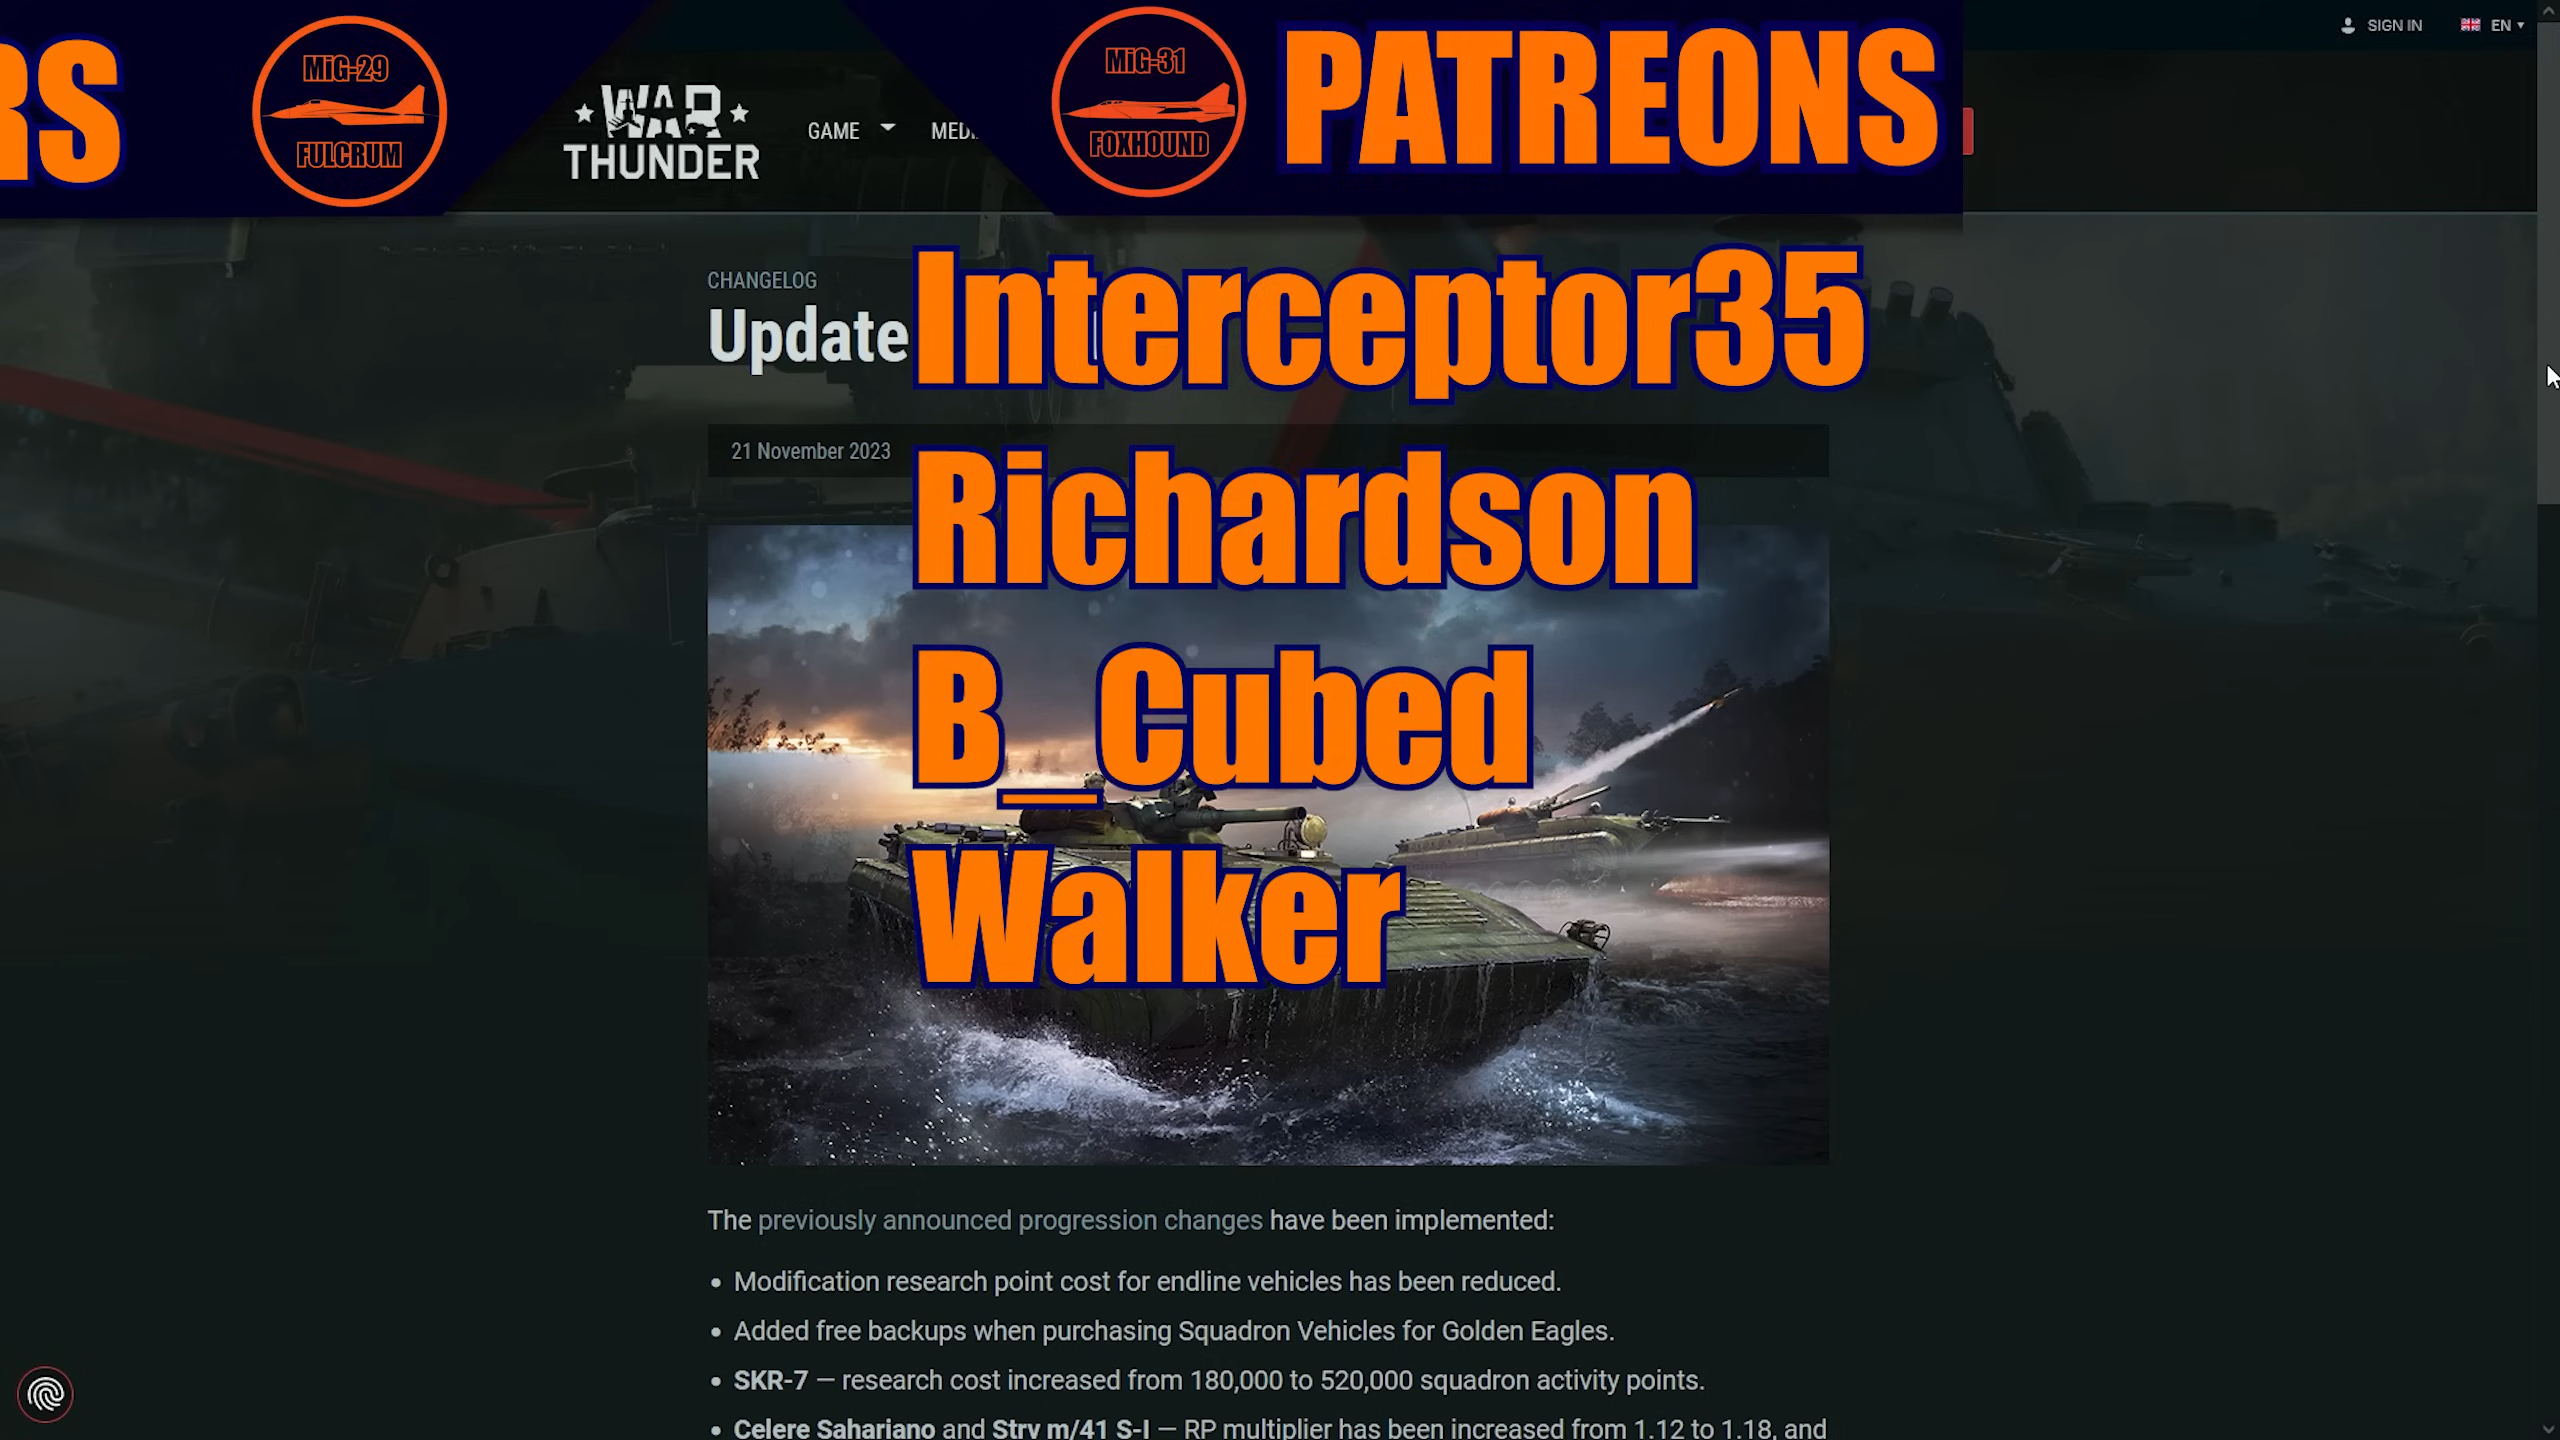 RS
MiG-29
FULCRUM
MiG-31
FOXHOUND
PATREONS
SIGN IN
EN
WAR
THUNDER
GAME
CHANGELOG
Update
Interceptor35
21 November 2023
Richardson
B_Cubed
Walker
The previously announced progression changes have been implemented:
• Modification research point cost for endline vehicles has been reduced.
• Added free backups when purchasing Squadron Vehicles for Golden Eagles.
• SKR-7 — research cost increased from 180,000 to 520,000 squadron activity points.
• Celere Sahariano and Strv m/41 S-I — RP multiplier has been increased from 1.12 to 1.18, and